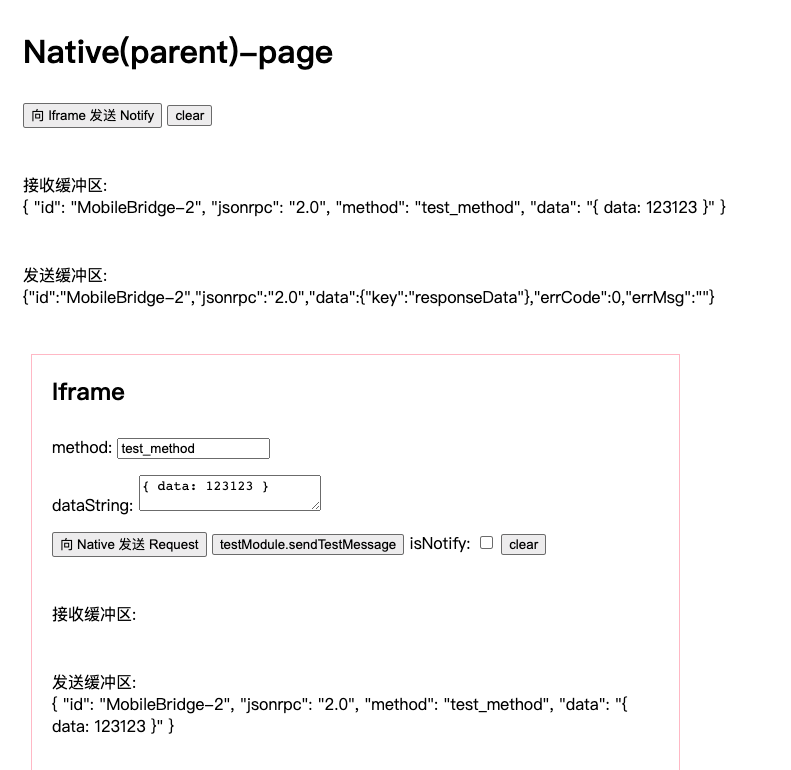 Native(parent)-page
向 Iframe 发送 Notify clear
接收缓冲区:
{ "id": "MobileBridge-2", "jsonrpc": "2.0", "method": "test_method", "data": "{ data: 123123 }" }
发送缓冲区:
{"id":"MobileBridge-2","jsonrpc":"2.0","data":{"key":"responseData"},"errCode":0,"errMsg":""}
Iframe
method: test_method
dataString: { data: 123123 }
向 Native 发送 Request testModule.sendTestMessage isNotify: clear
接收缓冲区:
发送缓冲区:
{ "id": "MobileBridge-2", "jsonrpc": "2.0", "method": "test_method", "data": "{
data: 123123 }" }